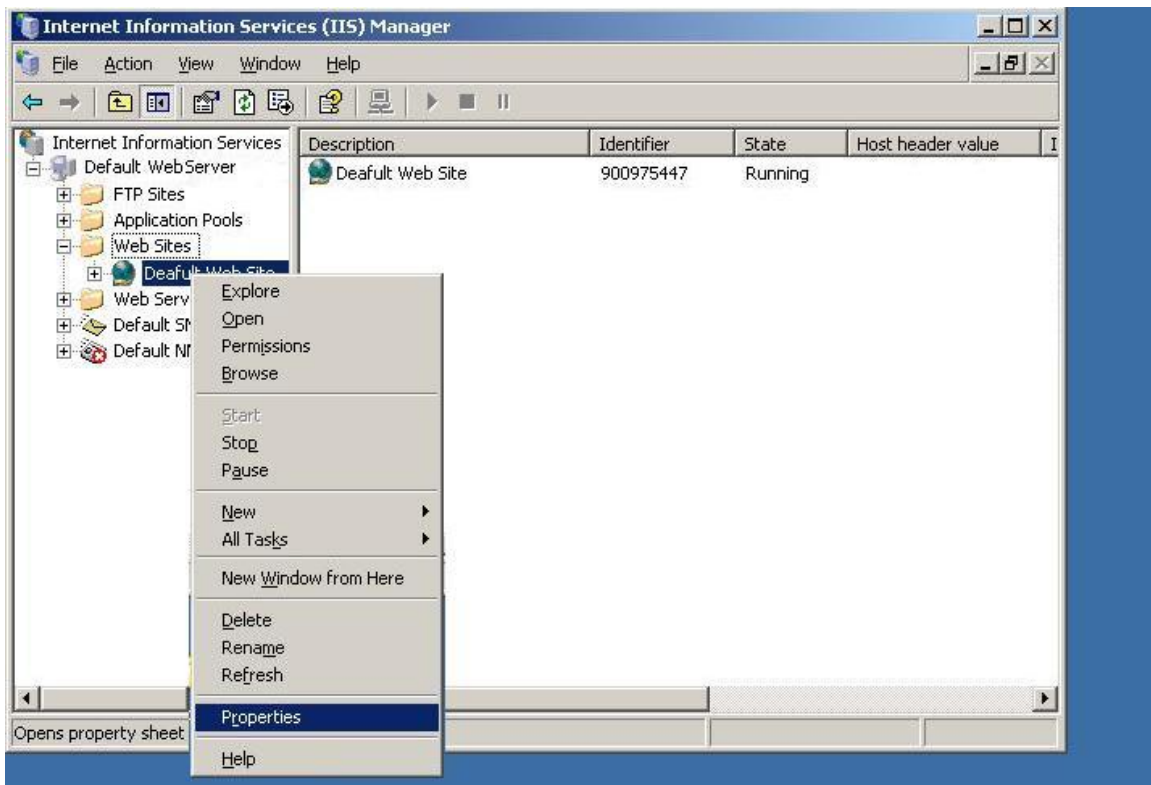 Internet Information Services (IIS) Manager
File Action View Window Help
Internet Information Services
Default WebServer
FTP Sites
Application Pools
Web Sites
Deafult Web Site
Web Serv
Default SM
Default NN
Description Identifier State Host header value I
Deafult Web Site 900975447 Running
Explore
Open
Permissions
Browse
Start
Stop
Pause
New
All Tasks
New Window from Here
Delete
Rename
Refresh
Properties
Help
Opens property sheet